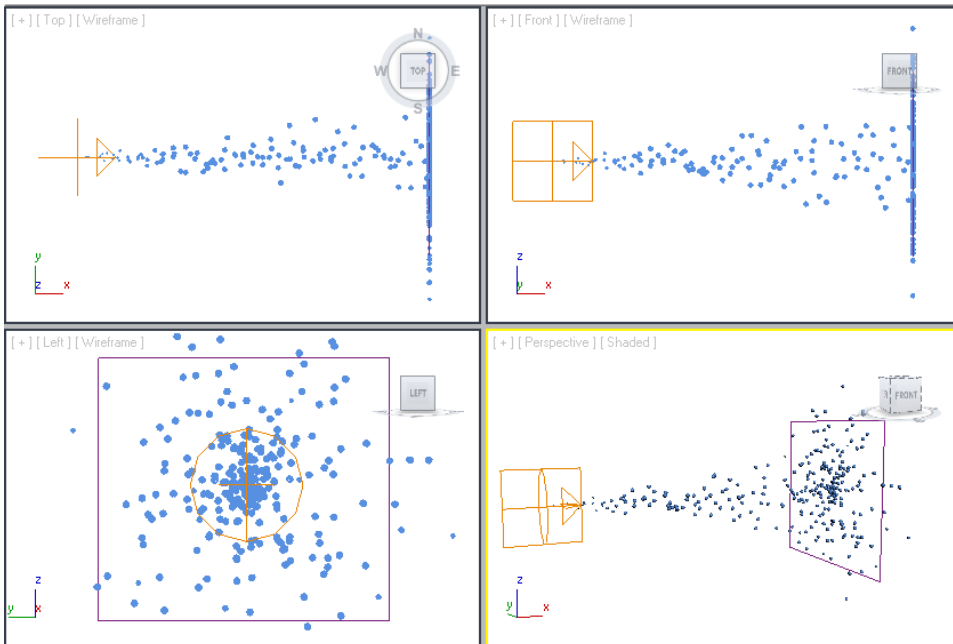 [ + ] [ Top ] [ Wireframe ]
N
W TOP E
S
y
z x
[ + ] [ Front ] [ Wireframe ]
FRONT
z
y x
[ + ] [ Left ] [ Wireframe ]
LEFT
z
y x
[ + ] [ Perspective ] [ Shaded ]
FRONT
z
y x